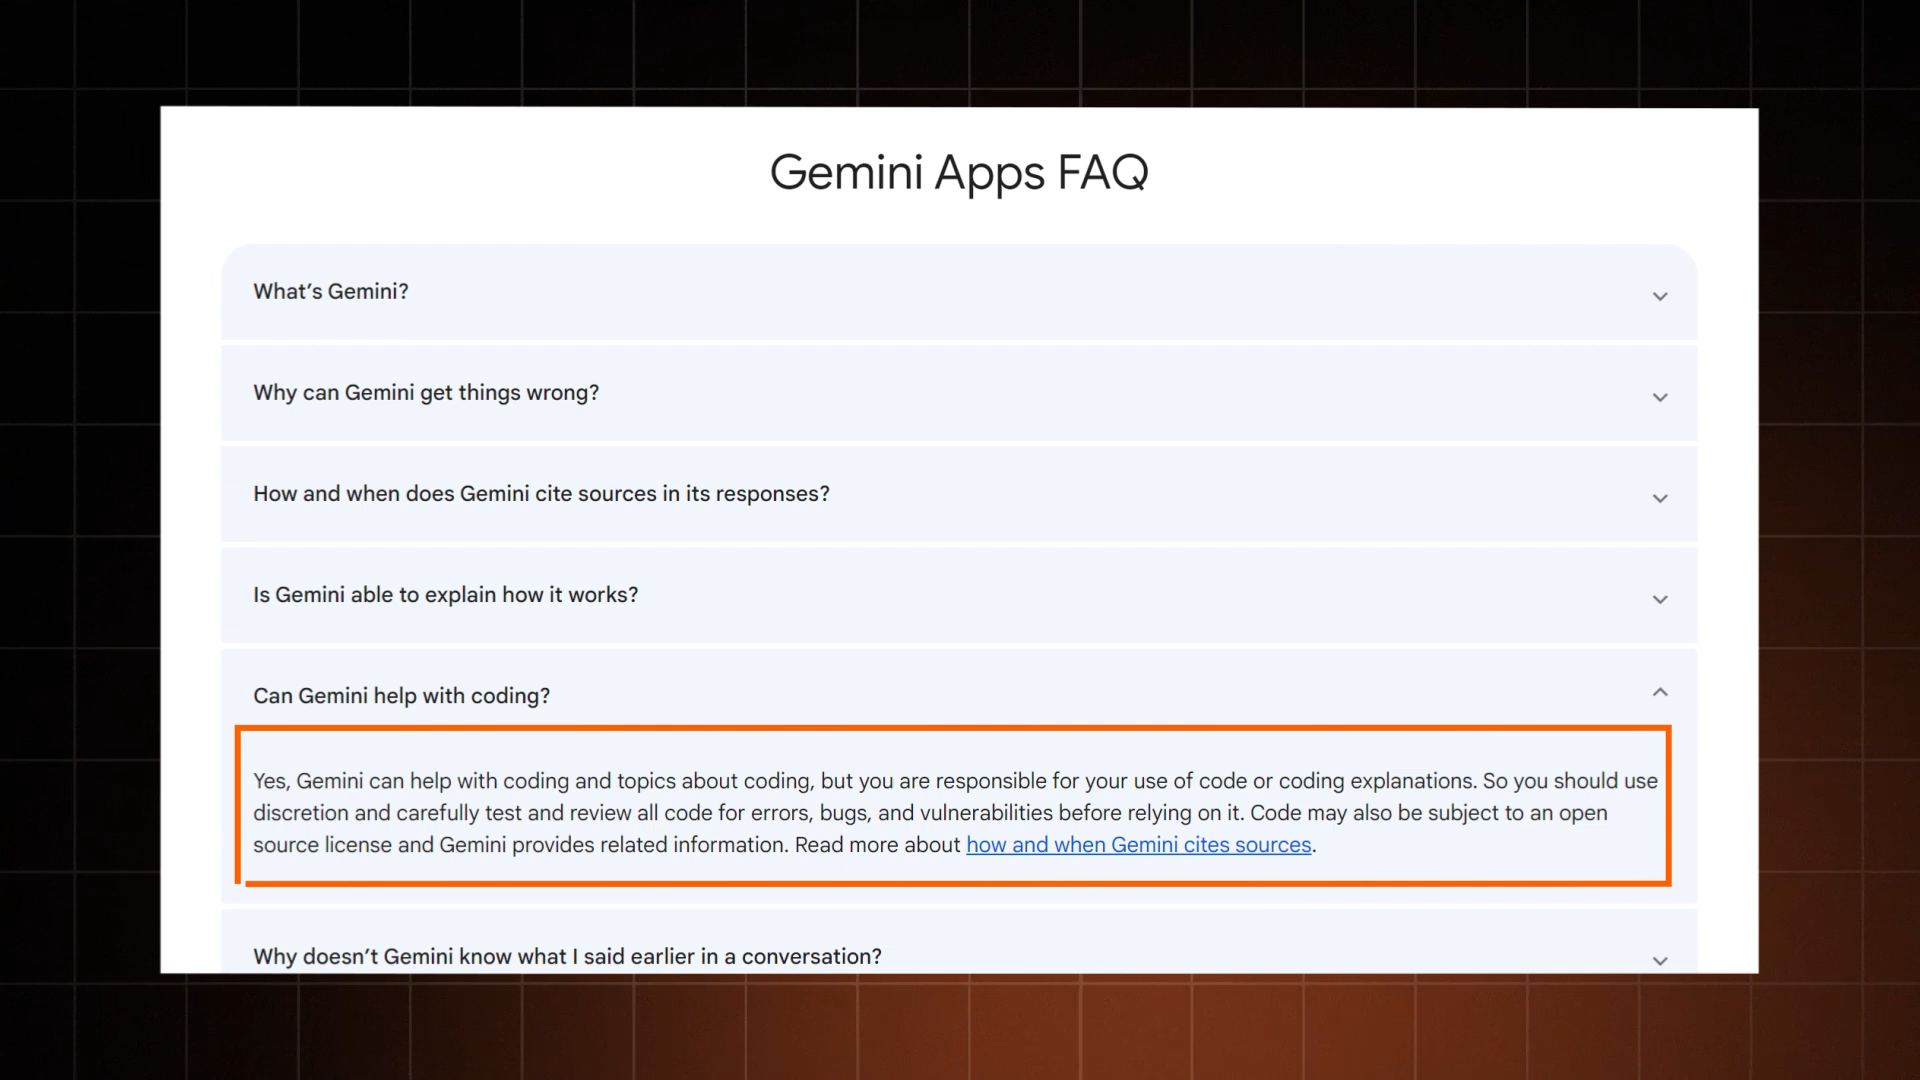 Gemini Apps FAQ
What’s Gemini?
Why can Gemini get things wrong?
How and when does Gemini cite sources in its responses?
Is Gemini able to explain how it works?
Can Gemini help with coding?
Yes, Gemini can help with coding and topics about coding, but you are responsible for your use of code or coding explanations. So you should use
discretion and carefully test and review all code for errors, bugs, and vulnerabilities before relying on it. Code may also be subject to an open
source license and Gemini provides related information. Read more about how and when Gemini cites sources.
Why doesn’t Gemini know what I said earlier in a conversation?